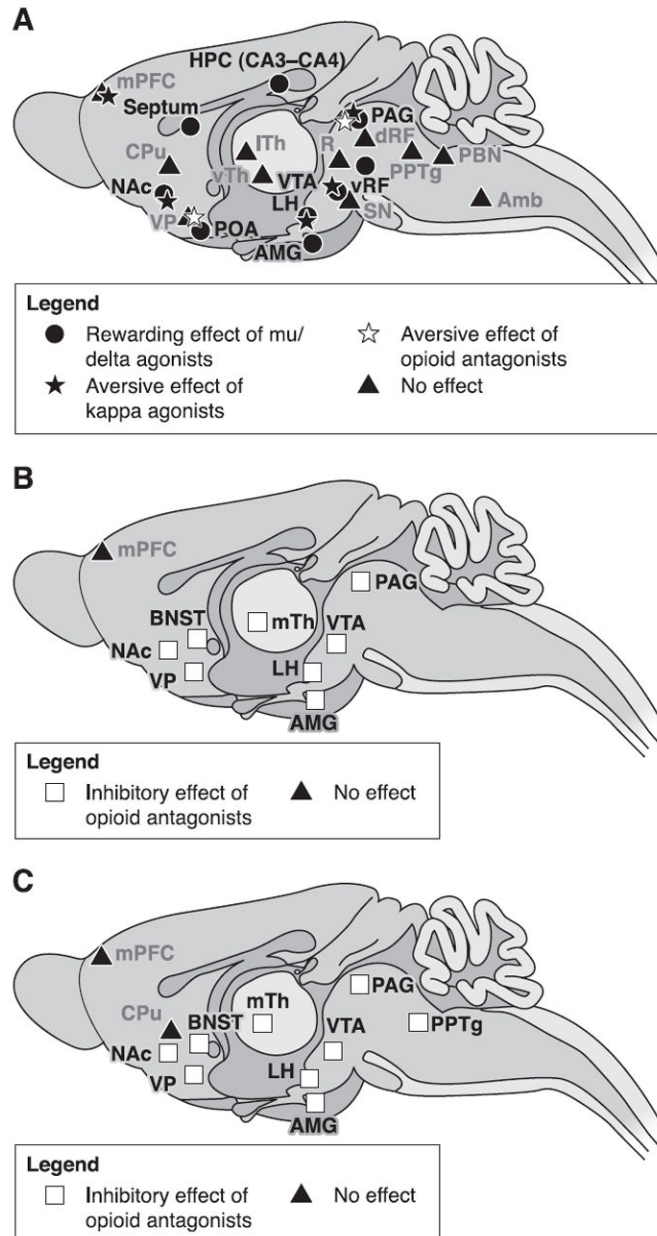 A
HPC (CA3–CA4)
mPFC
Septum
PAG
CPu
lTh
R
dRF
PBN
NAc
vTh
VTA
PPTg
vRF
LH
SN
Amb
VP
POA
AMG
Legend
Rewarding effect of mu/
delta agonists
Aversive effect of
kappa agonists
Aversive effect of
opioid antagonists
No effect
B
mPFC
PAG
BNST
mTh
VTA
NAc
VP
LH
AMG
Legend
Inhibitory effect of
opioid antagonists
No effect
C
mPFC
PAG
mTh
CPu
BNST
VTA
PPTg
NAc
LH
VP
AMG
Legend
Inhibitory effect of
opioid antagonists
No effect